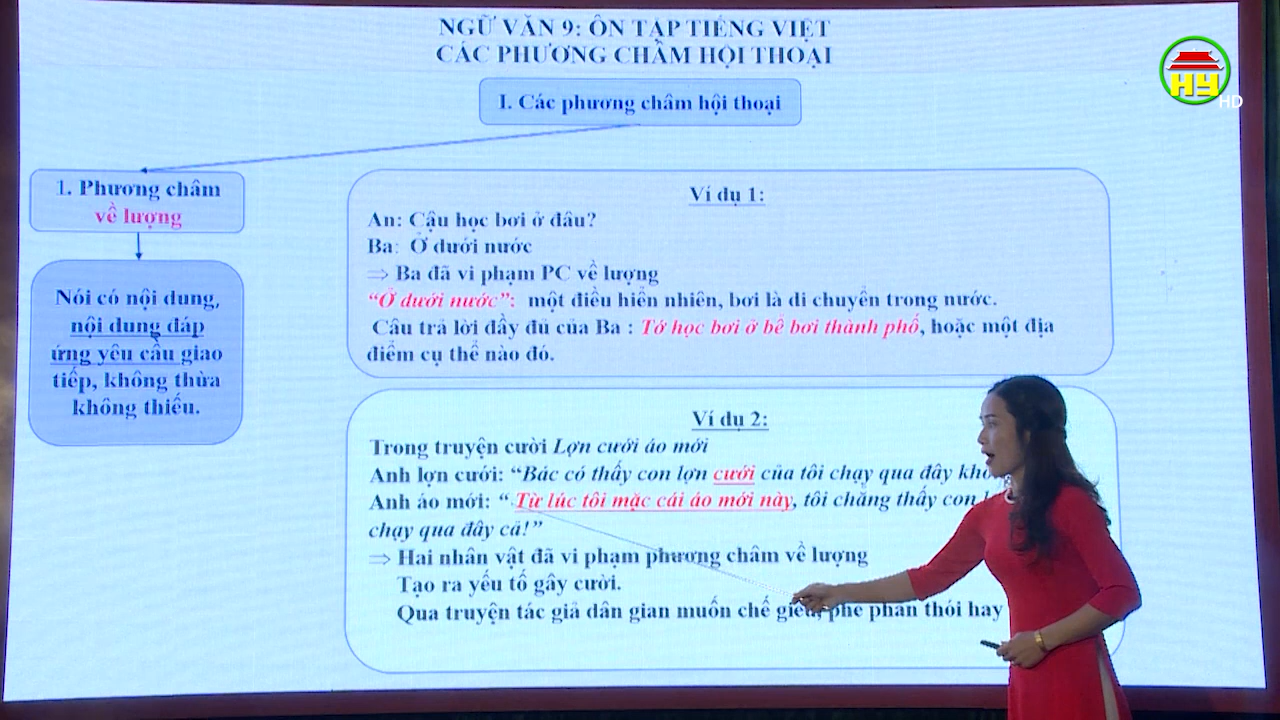 NGỮ VĂN 9: ÔN TẬP TIẾNG VIỆT
CÁC PHƯƠNG CHÂM HỘI THOẠI
HY
HD
I. Các phương châm hội thoại
1. Phương châm
về lượng
Nói có nội dung,
nội dung đáp
ứng yêu cầu giao
tiếp, không thừa
không thiếu.
Ví dụ 1:
An: Cậu học bơi ở đâu?
Ba: Ở dưới nước
⇒ Ba đã vi phạm PC về lượng
“Ở dưới nước”: một điều hiển nhiên, bơi là di chuyển trong nước.
Câu trả lời đầy đủ của Ba : Tớ học bơi ở bể bơi thành phố, hoặc một địa
điểm cụ thể nào đó.
Ví dụ 2:
Trong truyện cười Lợn cưới áo mới
Anh lợn cưới: “Bác có thấy con lợn cưới của tôi chạy qua đây
Anh áo mới: “ Từ lúc tôi mặc cái áo mới này, tôi chẳng thấy con
chạy qua đây cả!”
⇒ Hai nhân vật đã vi phạm phương châm về lượng
Tạo ra yếu tố gây cười.
Qua truyện tác giả dân gian muốn chế giễu, phê phán thói hay